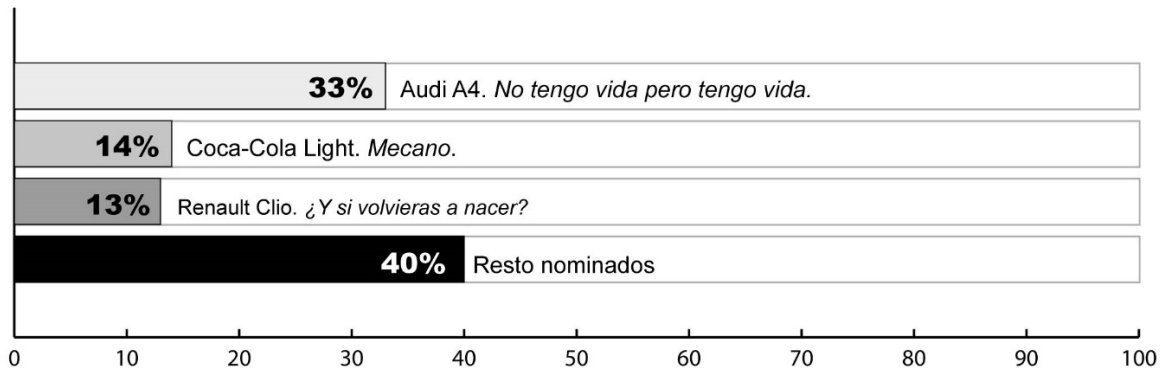 33% Audi A4. No tengo vida pero tengo vida.
14% Coca-Cola Light. Mecano.
13% Renault Clio. ¿Y si volvieras a nacer?
40% Resto nominados
0 10 20 30 40 50 60 70 80 90 100